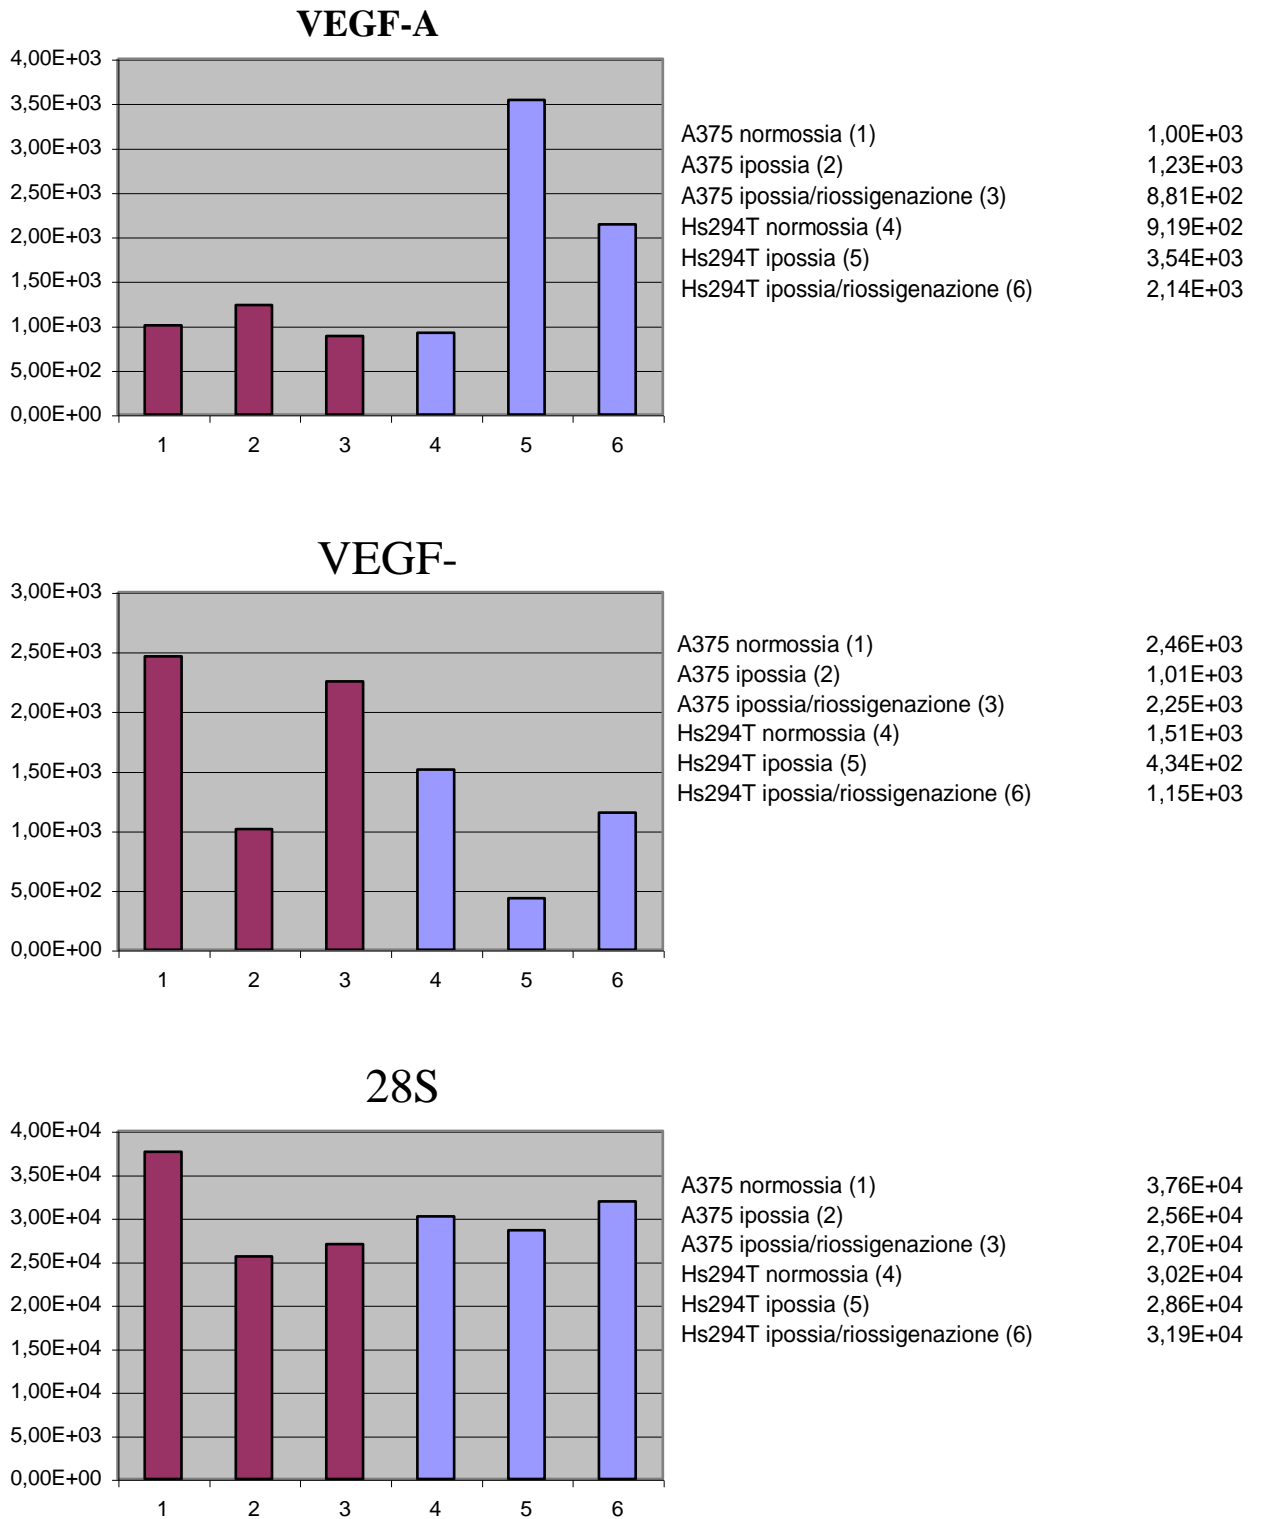 VEGF-A
4,00E+03
3,50E+03
3,00E+03
2,50E+03
2,00E+03
1,50E+03
1,00E+03
5,00E+02
0,00E+00
1 2 3 4 5 6
A375 normossia (1) 1,00E+03
A375 ipossia (2) 1,23E+03
A375 ipossia/riossigenazione (3) 8,81E+02
Hs294T normossia (4) 9,19E+02
Hs294T ipossia (5) 3,54E+03
Hs294T ipossia/riossigenazione (6) 2,14E+03
VEGF-
3,00E+03
2,50E+03
2,00E+03
1,50E+03
1,00E+03
5,00E+02
0,00E+00
1 2 3 4 5 6
A375 normossia (1) 2,46E+03
A375 ipossia (2) 1,01E+03
A375 ipossia/riossigenazione (3) 2,25E+03
Hs294T normossia (4) 1,51E+03
Hs294T ipossia (5) 4,34E+02
Hs294T ipossia/riossigenazione (6) 1,15E+03
28S
4,00E+04
3,50E+04
3,00E+04
2,50E+04
2,00E+04
1,50E+04
1,00E+04
5,00E+03
0,00E+00
1 2 3 4 5 6
A375 normossia (1) 3,76E+04
A375 ipossia (2) 2,56E+04
A375 ipossia/riossigenazione (3) 2,70E+04
Hs294T normossia (4) 3,02E+04
Hs294T ipossia (5) 2,86E+04
Hs294T ipossia/riossigenazione (6) 3,19E+04